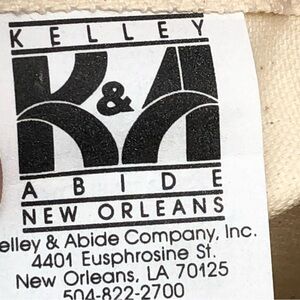 KELLEY
K&A
ABIDE
NEW ORLEANS
elley & Abide Company, Inc.
4401 Eusphrosine St.
New Orleans, LA 70125
504-822-2700